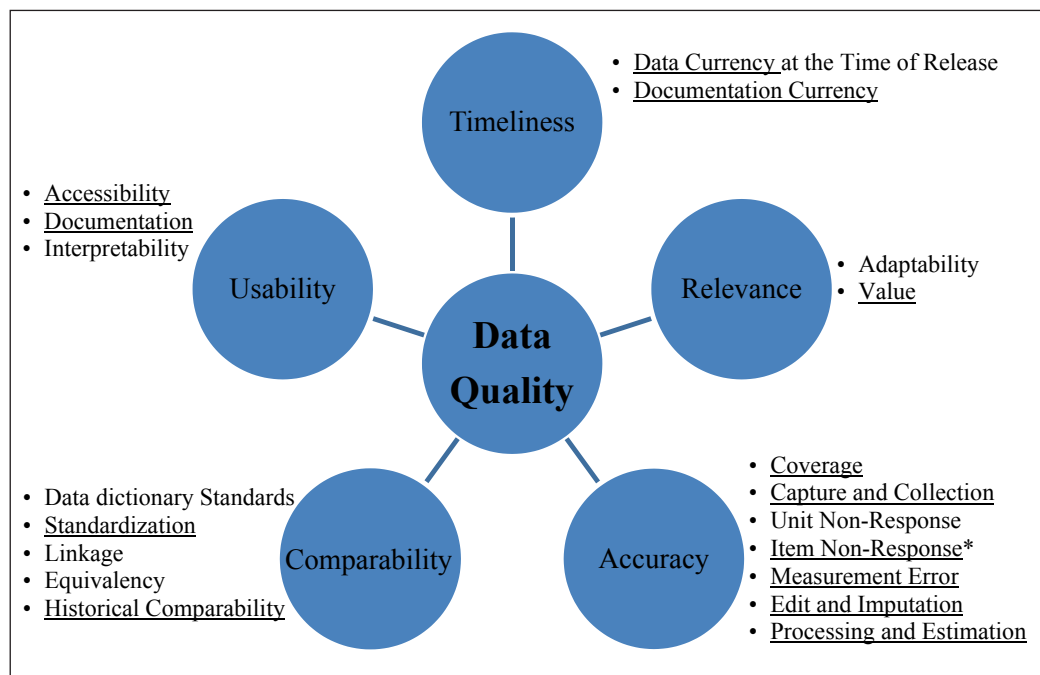 Timeliness
• Data Currency at the Time of Release
• Documentation Currency
• Accessibility
• Documentation
• Interpretability
Usability
Relevance
• Adaptability
• Value
Data
Quality
• Data dictionary Standards
• Standardization
• Linkage
• Equivalency
• Historical Comparability
Comparability
Accuracy
• Coverage
• Capture and Collection
• Unit Non-Response
• Item Non-Response*
• Measurement Error
• Edit and Imputation
• Processing and Estimation